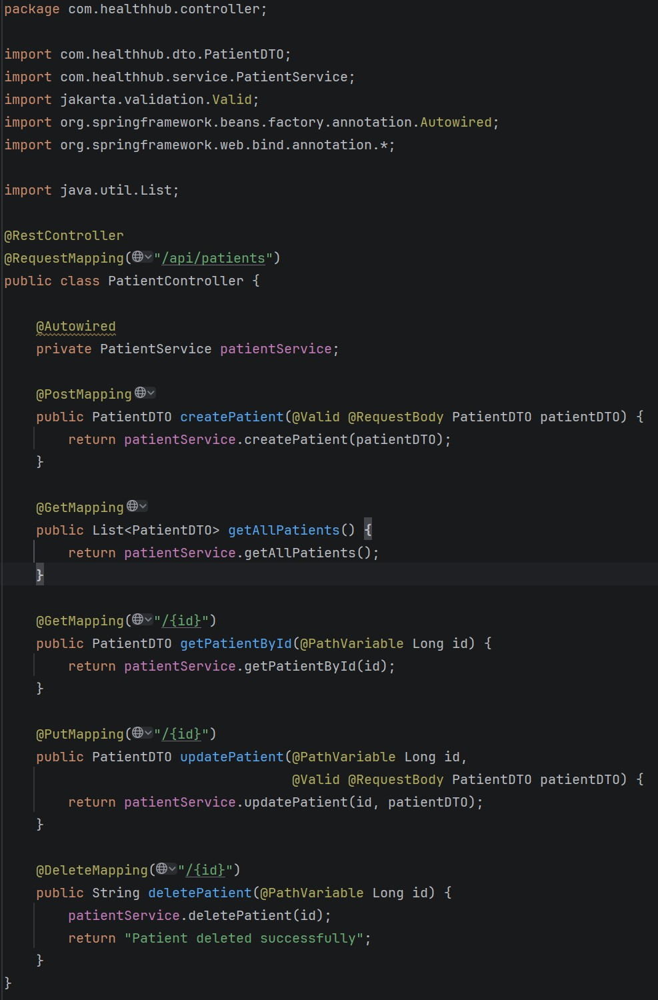 package com.healthhub.controller;

import com.healthhub.dto.PatientDTO;
import com.healthhub.service.PatientService;
import jakarta.validation.Valid;
import org.springframework.beans.factory.annotation.Autowired;
import org.springframework.web.bind.annotation.*;

import java.util.List;

@RestController
@RequestMapping("/api/patients")
public class PatientController {

    @Autowired
    private PatientService patientService;

    @PostMapping
    public PatientDTO createPatient(@Valid @RequestBody PatientDTO patientDTO) {
        return patientService.createPatient(patientDTO);
    }

    @GetMapping
    public List<PatientDTO> getAllPatients() {
        return patientService.getAllPatients();
    }

    @GetMapping("/{id}")
    public PatientDTO getPatientById(@PathVariable Long id) {
        return patientService.getPatientById(id);
    }

    @PutMapping("/{id}")
    public PatientDTO updatePatient(@PathVariable Long id,
                                    @Valid @RequestBody PatientDTO patientDTO) {
        return patientService.updatePatient(id, patientDTO);
    }

    @DeleteMapping("/{id}")
    public String deletePatient(@PathVariable Long id) {
        patientService.deletePatient(id);
        return "Patient deleted successfully";
    }
}